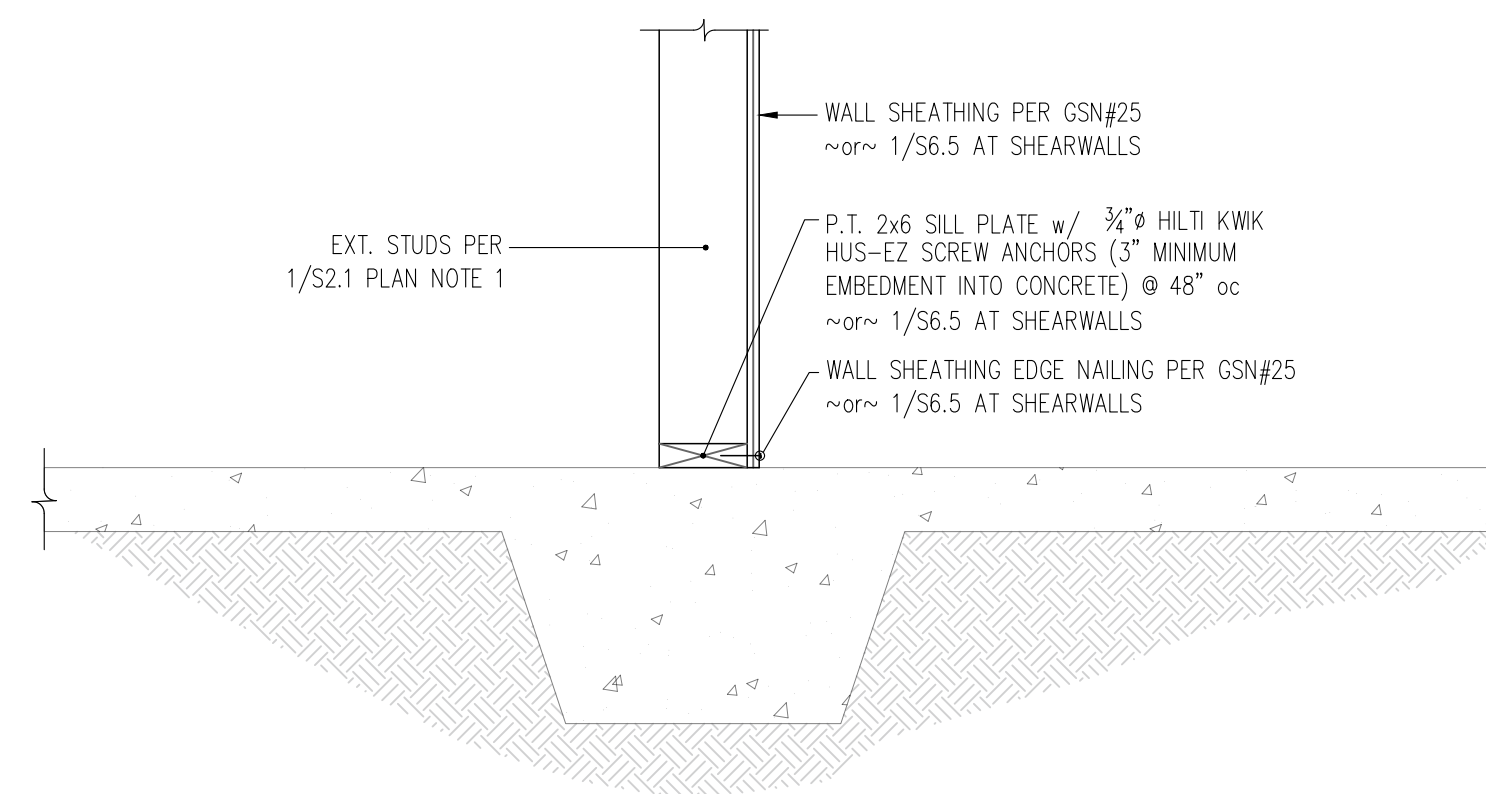 WALL SHEATHING PER GSN#25
~or~ 1/S6.5 AT SHEARWALLS
EXT. STUDS PER
1/S2.1 PLAN NOTE 1
P.T. 2x6 SILL PLATE w/ ¾"ø HILTI KWIK
HUS-EZ SCREW ANCHORS (3" MINIMUM
EMBEDMENT INTO CONCRETE) @ 48" oc
~or~ 1/S6.5 AT SHEARWALLS
WALL SHEATHING EDGE NAILING PER GSN#25
~or~ 1/S6.5 AT SHEARWALLS